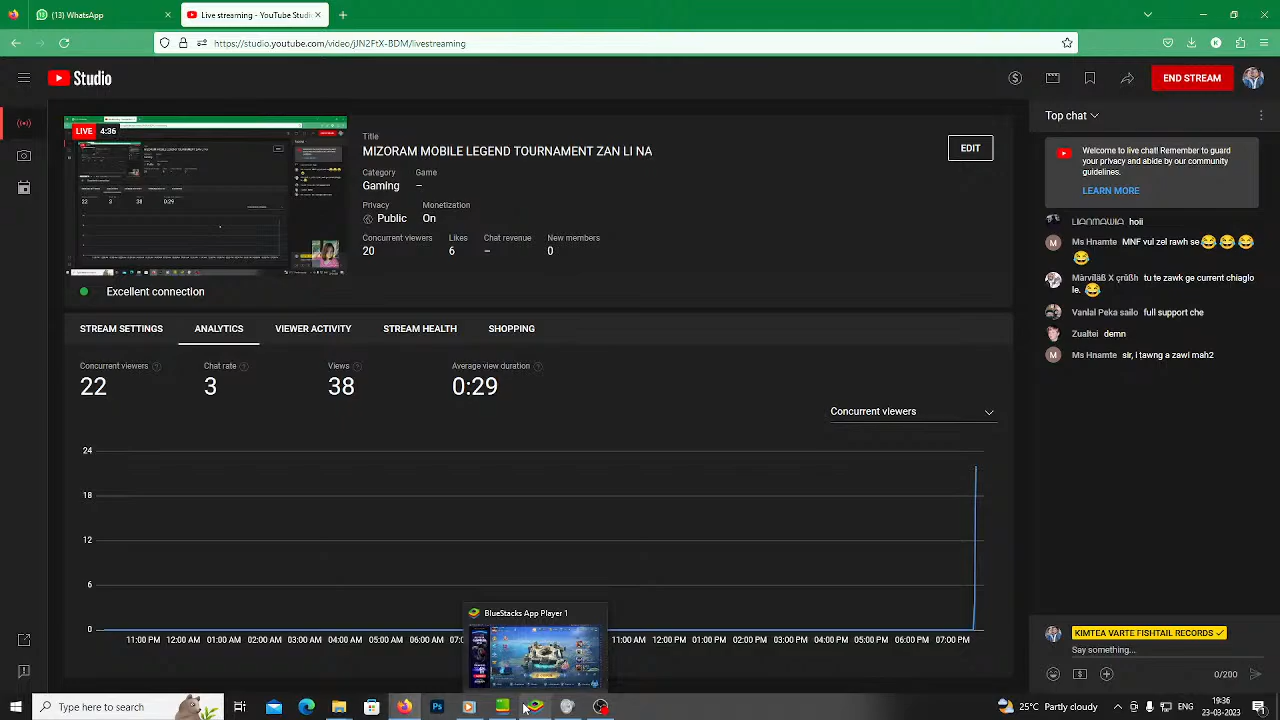 WhatsApp
Live streaming - YouTube Studi
https://studio.youtube.com/video/jJN2FtX-BDM/livestreaming
Studio
END STREAM
LIVE 4:36
Title
MIZORAM MOBILE LEGEND TOURNAMENT ZAN LI NA
EDIT
Category Game
Gaming –
Privacy Monetization
Public On
Concurrent viewers Likes Chat revenue New members
20 6 – 0
Excellent connection
STREAM SETTINGS ANALYTICS VIEWER ACTIVITY STREAM HEALTH SHOPPING
Concurrent viewers Chat rate Views Average view duration
22 3 38 0:29
Concurrent viewers
24
18
12
6
0
11:00 PM 12:00 AM 01:00 AM 02:00 AM 03:00 AM 04:00 AM 05:00 AM 06:00 AM 07:0 11:00 AM 12:00 PM 01:00 PM 02:00 PM 03:00 PM 04:00 PM 05:00 PM 06:00 PM 07:00 PM
BlueStacks App Player 1
Top chat
Welcome to live chat! Remember to guard
your privacy and abide by our community
guidelines.
LEARN MORE
hoii
Ms Hnamte MNF vul zel rawh se 😂 😂 😂
😂
Màrvílãß X çrûßh tu te zawk ge current chiaglo
le. 😂
Vanlal Peka sailo full support che
Zualtei demn
Ms Hnamte sir, i tawng a zawi mah2
KIMTEA VARTE FISHTAIL RECORDS
Say something...
0/200
Type here to search
25°C Partly cloudy
19:36
23-03-2023